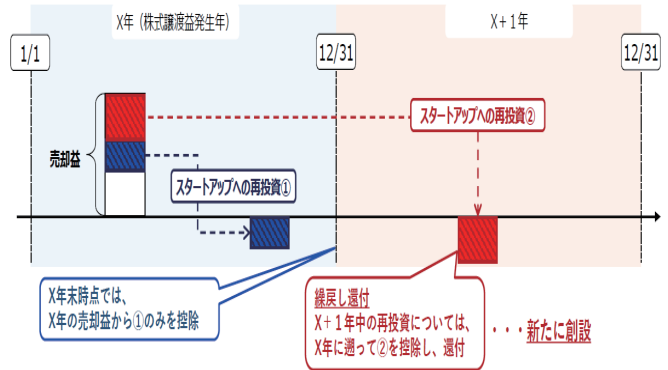 X年（株式譲渡益発生年）
X＋１年
1/1
12/31
12/31
売却益
スタートアップへの再投資②
スタートアップへの再投資①
X年末時点では、
X年の売却益から①のみを控除
繰戻し還付
X＋１年中の再投資については、
X年に遡って②を控除し、還付
・・・新たに創設